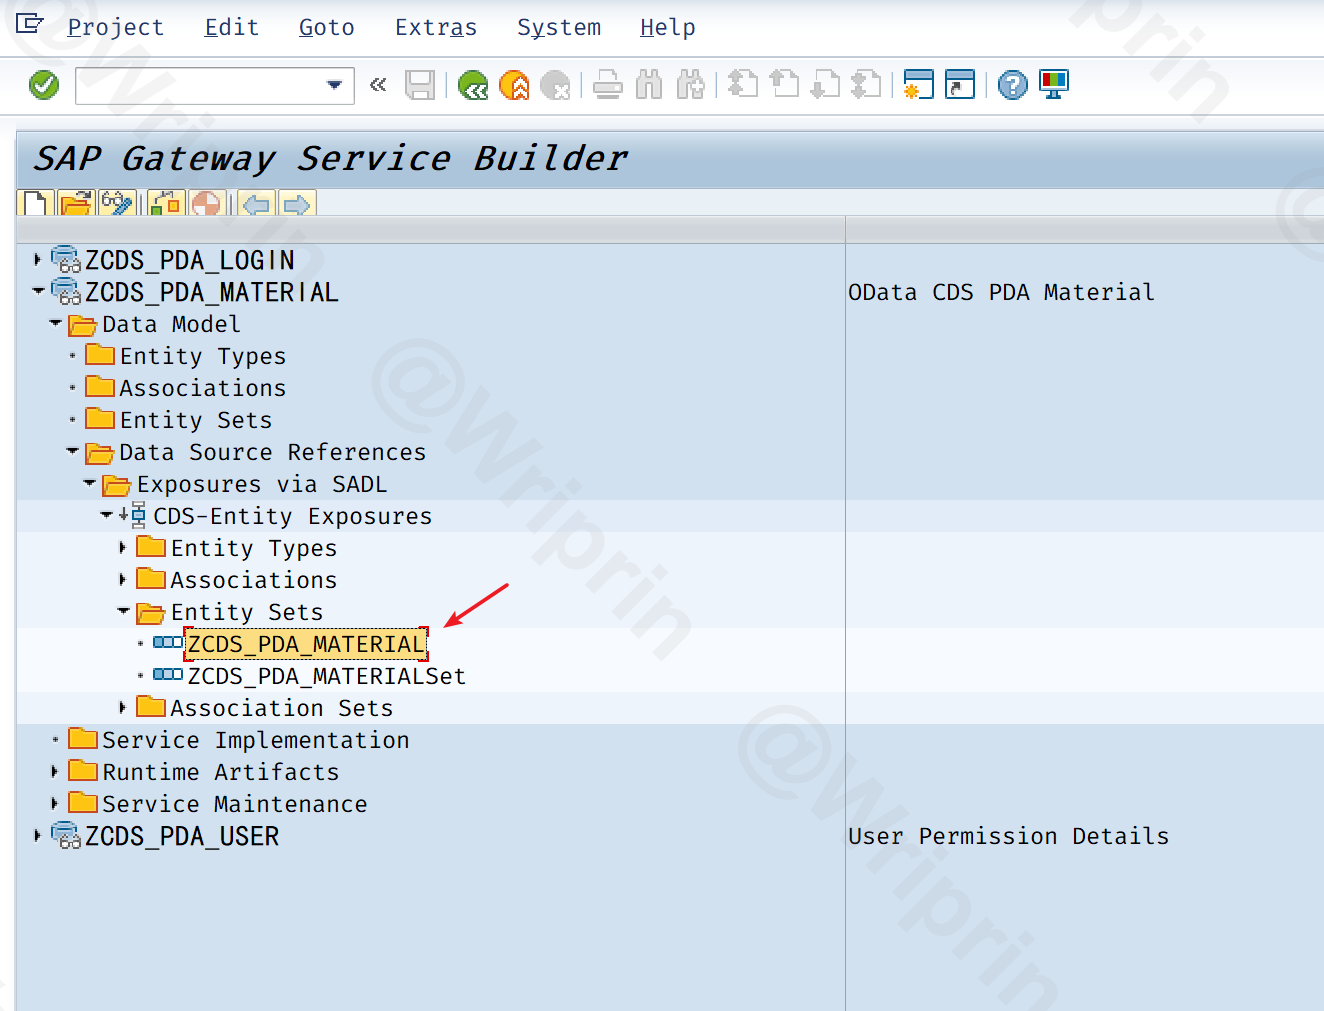 Project Edit Goto Extras System Help
SAP Gateway Service Builder
ZCDS_PDA_LOGIN
ZCDS_PDA_MATERIAL OData CDS PDA Material
Data Model
Entity Types
Associations
Entity Sets
Data Source References
Exposures via SADL
CDS-Entity Exposures
Entity Types
Associations
Entity Sets
ZCDS_PDA_MATERIAL
ZCDS_PDA_MATERIALSet
Association Sets
Service Implementation
Runtime Artifacts
Service Maintenance
ZCDS_PDA_USER User Permission Details
@Wriprin
@Wriprin
@Wriprin